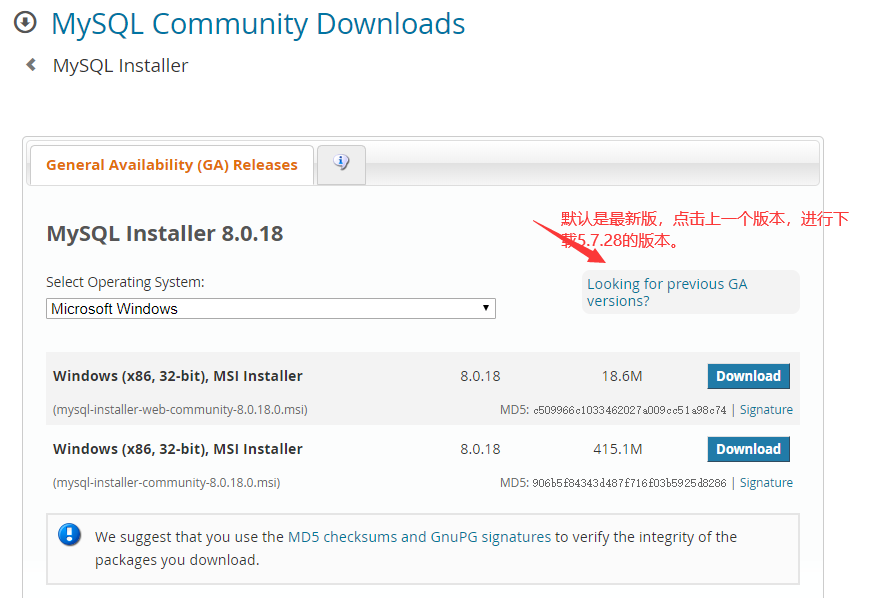 MySQL Community Downloads
MySQL Installer
General Availability (GA) Releases
默认是最新版，点击上一个版本，进行下
载5.7.28的版本。
MySQL Installer 8.0.18
Select Operating System:
Looking for previous GA
versions?
Microsoft Windows
Windows (x86, 32-bit), MSI Installer 8.0.18 18.6M Download
(mysql-installer-web-community-8.0.18.0.msi) MD5: c509966c1033462027a009cc51a98c74 | Signature
Windows (x86, 32-bit), MSI Installer 8.0.18 415.1M Download
(mysql-installer-community-8.0.18.0.msi) MD5: 906b5f84343d487f716f03b5925d8286 | Signature
We suggest that you use the MD5 checksums and GnuPG signatures to verify the integrity of the
packages you download.